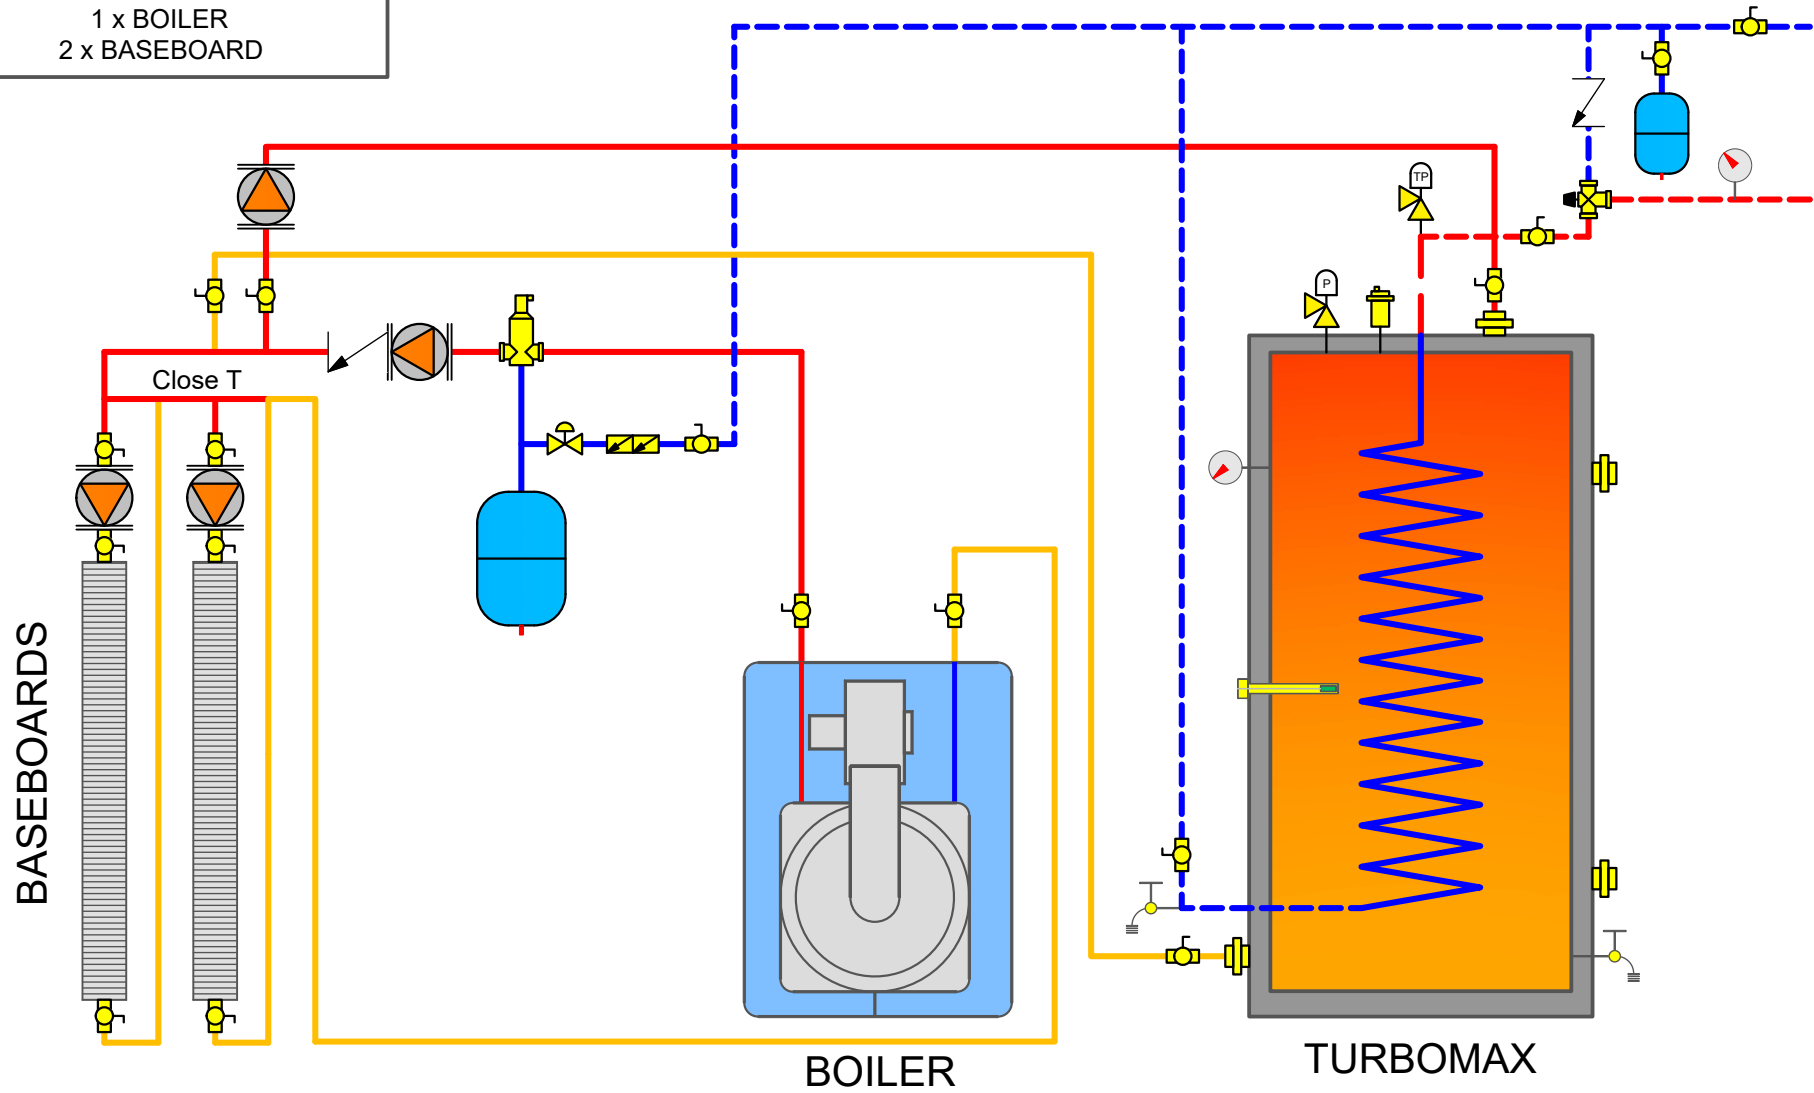 1 x BOILER
2 x BASEBOARD
TP
P
Close T
BASEBOARDS
BOILER
TURBOMAX